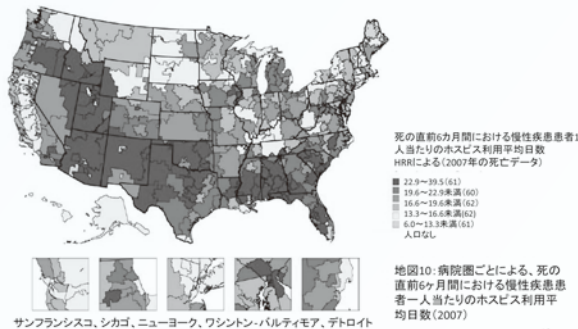 死の直前6カ月間における慢性疾患患者1
人当たりのホスピス利用平均日数
HRRによる(2007年の死亡データ)
22.9~39.5(61)
19.6~22.9未満(60)
16.6~19.6未満(62)
13.3~16.6未満(62)
6.0~13.3未満(61)
人口なし
地図10:病院圏ごとによる、死の
直前6ヶ月間における慢性疾患患
者一人当たりのホスピス利用平
均日数(2007)
サンフランシスコ、シカゴ、ニューヨーク、ワシントン・バルティモア、デトロイト